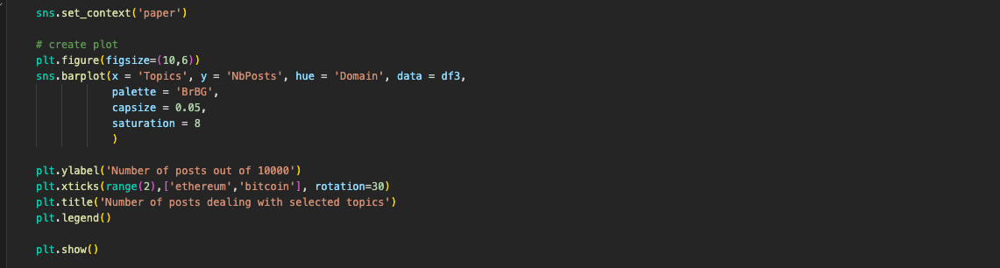 sns.set_context('paper')
# create plot
plt.figure(figsize=(10,6))
sns.barplot(x = 'Topics', y = 'NbPosts', hue = 'Domain', data = df3,
palette = 'BrBG',
capsize = 0.05,
saturation = 8
)
plt.ylabel('Number of posts out of 10000')
plt.xticks(range(2),['ethereum','bitcoin'], rotation=30)
plt.title('Number of posts dealing with selected topics')
plt.legend()
plt.show()